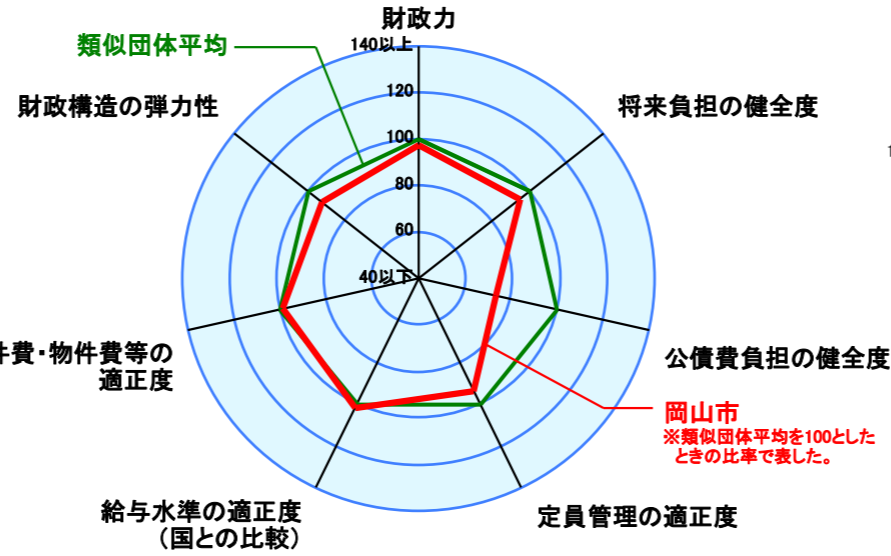 財政力
140以上
類似団体平均
120
財政構造の弾力性
将来負担の健全度
100
80
60
40以下
件費・物件費等の
適正度
公債費負担の健全度
岡山市
※類似団体平均を100とした
ときの比率で表した。
給与水準の適正度
(国との比較)
定員管理の適正度